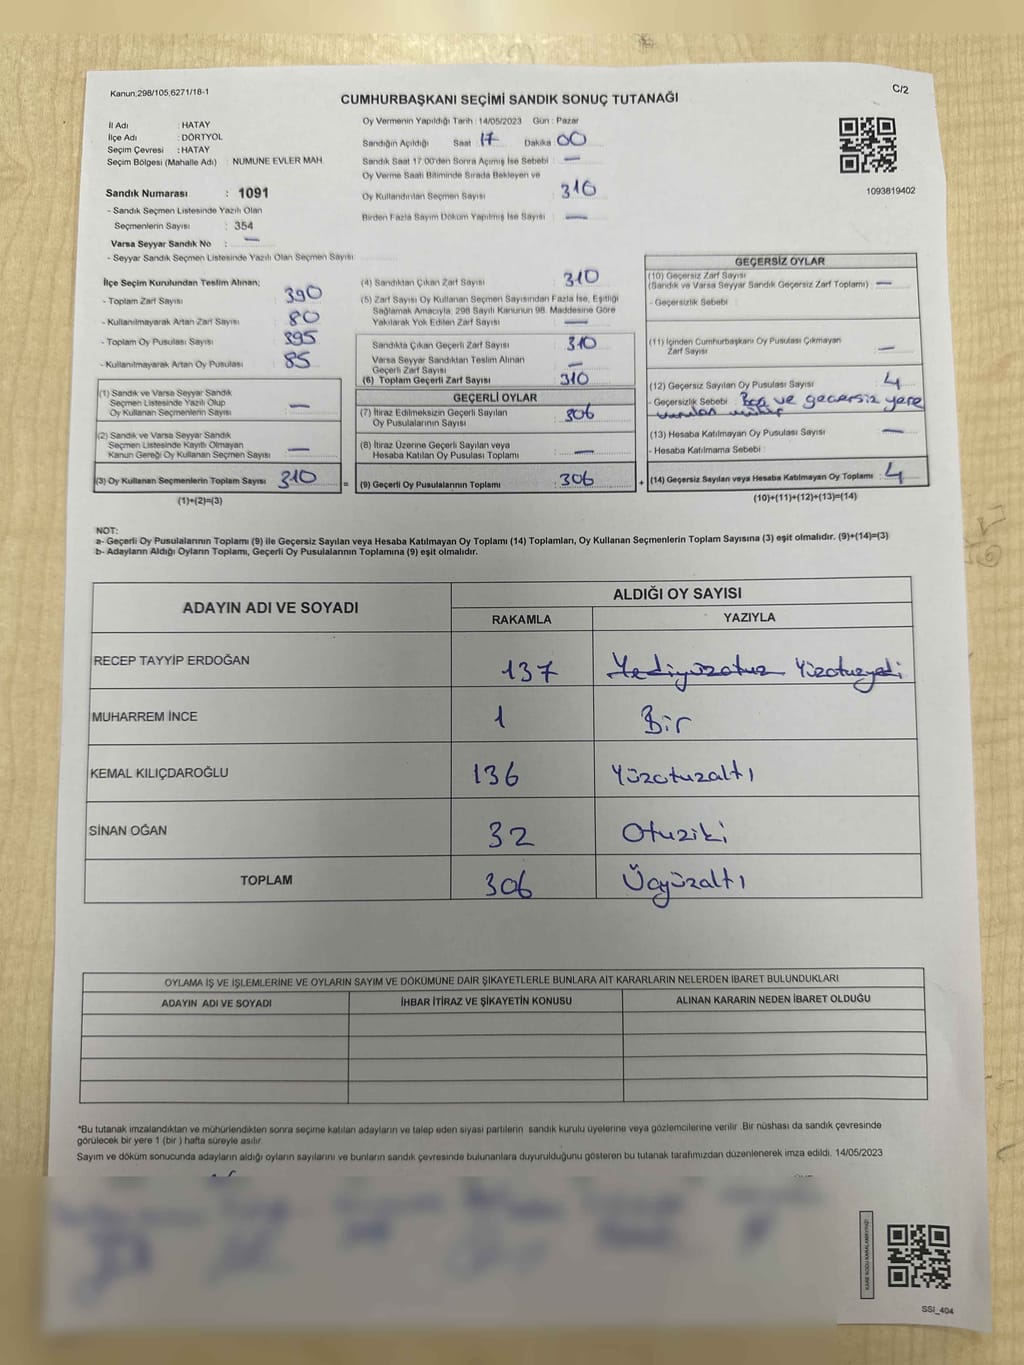 Kanun,298/105,6271/18-1
C/2
CUMHURBAŞKANI SEÇİMİ SANDIK SONUÇ TUTANAĞI
İl Adı : HATAY
İlçe Adı : DÖRTYOL
Seçim Çevresi : HATAY
Seçim Bölgesi (Mahalle Adı) : NUMUNE EVLER MAH.
Sandık Numarası : 1091
- Sandık Seçmen Listesinde Yazılı Olan
Seçmenlerin Sayısı : 354
Varsa Seyyar Sandık No : —
- Seyyar Sandık Seçmen Listesinde Yazılı Olan Seçmen Sayısı
Oy Vermenin Yapıldığı Tarih : 14/05/2023 Gün : Pazar
Sandığın Açıldığı Saat 17 Dakika 00
Sandık Saat 17.00'den Sonra Açımış İse Sebebi : —
Oy Verme Saati Bitiminde Sırada Bekleyen ve
Oy Kullandırılan Seçmen Sayısı : 310
Birden Fazla Sayım Döküm Yapılmış İse Sayısı : —
1093819402
İlçe Seçim Kurulundan Teslim Alınan;
- Toplam Zarf Sayısı : 390
- Kullanılmayarak Artan Zarf Sayısı : 80
- Toplam Oy Pusulası Sayısı : 395
- Kullanılmayarak Artan Oy Pusulası : 85
(1) Sandık ve Varsa Seyyar Sandık
Seçmen Listesinde Yazılı Olup
Oy Kullanan Seçmenlerin Sayısı : —
(2) Sandık ve Varsa Seyyar Sandık
Seçmen Listesinde Kayıtlı Olmayan
Kanun Gereği Oy Kullanan Seçmen Sayısı : —
(3) Oy Kullanan Seçmenlerin Toplam Sayısı : 310
(1)+(2)=(3)
=
(4) Sandıktan Çıkan Zarf Sayısı : 310
(5) Zarf Sayısı Oy Kullanan Seçmen Sayısından Fazla İse, Eşitliği
Sağlamak Amacıyla, 298 Sayılı Kanunun 98. Maddesine Göre
Yakılarak Yok Edilen Zarf Sayısı : —
Sandıkta Çıkan Geçerli Zarf Sayısı : 310
Varsa Seyyar Sandıktan Teslim Alınan
Geçerli Zarf Sayısı : —
(6) Toplam Geçerli Zarf Sayısı : 310
GEÇERLİ OYLAR
(7) İtiraz Edilmeksizin Geçerli Sayılan
Oy Pusulalarının Sayısı : 306
(8) İtiraz Üzerine Geçerli Sayılan veya
Hesaba Katılan Oy Pusulası Toplamı : —
(9) Geçerli Oy Pusulalarının Toplamı : 306
+
GEÇERSİZ OYLAR
(10) Geçersiz Zarf Sayısı
(Sandık ve Varsa Seyyar Sandık Geçersiz Zarf Toplamı) : —
- Geçersizlik Sebebi :
(11) İçinden Cumhurbaşkanı Oy Pusulası Çıkmayan
Zarf Sayısı : —
(12) Geçersiz Sayılan Oy Pusulası Sayısı : 4
- Geçersizlik Sebebi : Boş ve geçersiz yere
vurulan mühür
(13) Hesaba Katılmayan Oy Pusulası Sayısı : —
- Hesaba Katılmama Sebebi :
(14) Geçersiz Sayılan veya Hesaba Katılmayan Oy Toplamı : 4
(10)+(11)+(12)+(13)=(14)
NOT:
a- Geçerli Oy Pusulalarının Toplamı (9) ile Geçersiz Sayılan veya Hesaba Katılmayan Oy Toplamı (14) Toplamları, Oy Kullanan Seçmenlerin Toplam Sayısına (3) eşit olmalıdır. (9)+(14)=(3)
b- Adayların Aldığı Oyların Toplamı, Geçerli Oy Pusulalarının Toplamına (9) eşit olmalıdır.
ADAYIN ADI VE SOYADI
ALDIĞI OY SAYISI
RAKAMLA YAZIYLA
RECEP TAYYİP ERDOĞAN 137 Yediyüzotuz Yüzotuzyedi
MUHARREM İNCE 1 Bir
KEMAL KILIÇDAROĞLU 136 Yüzotuzaltı
SİNAN OĞAN 32 Otuziki
TOPLAM 306 Üçyüzaltı
OYLAMA İŞ VE İŞLEMLERİNE VE OYLARIN SAYIM VE DÖKÜMÜNE DAİR ŞİKAYETLERLE BUNLARA AİT KARARLARIN NELERDEN İBARET BULUNDUKLARI
ADAYIN ADI VE SOYADI İHBAR İTİRAZ VE ŞİKAYETİN KONUSU ALINAN KARARIN NEDEN İBARET OLDUĞU
*Bu tutanak imzalandıktan ve mühürlendikten sonra seçime katılan adayların ve talep eden siyasi partilerin sandık kurulu üyelerine veya gözlemcilerine verilir .Bir nüshası da sandık çevresinde
görülecek bir yere 1 (bir ) hafta süreyle asılır.
Sayım ve döküm sonucunda adayların aldığı oyların sayılarını ve bunların sandık çevresinde bulunanlara duyurulduğunu gösteren bu tutanak tarafımızdan düzenlenerek imza edildi. 14/05/2023
KARE KODU KARALAMAYINIZ!
SSİ_404